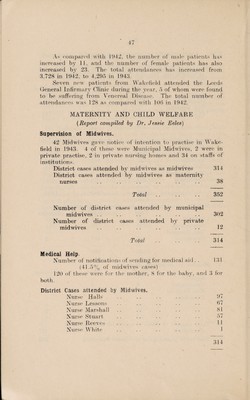 47
As compared with 1942, the number of male patients has
increased by 11, and the number of female patients has also
increased by 23. The total attendances has increased from
3,728 in 1942, to 4,295 in 1943.
Seven new patients from Wakefield attended the Leeds
General Infirmary Clinic during the year, 5 of whom were found
to be suffering from Venereal Disease. The total number of
attendances was 128 as compared with 103 in 1942.
MATERNITY AND CHILD WELFARE
(Report compiled by Dr. Jessie Eeles)
Supervision of Midwives.
42 Midwives gave notice of intention to practise in Wake-
field in 1943. 4 of these were Municipal Midwives, 2 were in
private practise, 2 in private nursing homes and 34 on staffs of
institutions.
District cases attended by midwives as midwives 314
District cases attended by midwives as maternity
nurses .. .. .. .. .. 38
Total .. .. .. 352
Number of district cases attended by municipal
midwives .. .. .. .. .. 302
Number of district cases attended by private
midwives .. .. .. .. .. 12
Total .. .. .. 314
Medical Help.
Number of notifications of sending for medical aid .. 131
(41.5% of midwives cases)
120 of these were for the mother, 8 for the baby, and 3 for
both.
District Cases attended by Midwives.
Nurse Halls .. .. .. .. 97
Nurse Lessons .. .. .. .. 67
Nurse Marshall .. .. .. .. 81
Nurse Stuart .. .. .. .. 57
Nurse Reeves .. .. .. .. 11
Nurse White .. .. .. .. 1
314